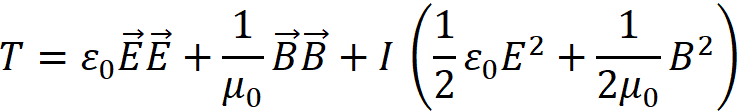 T = ε₀E⃗E⃗ + 1/μ₀ B⃗B⃗ + I (1/2 ε₀E² + 1/2μ₀ B²)